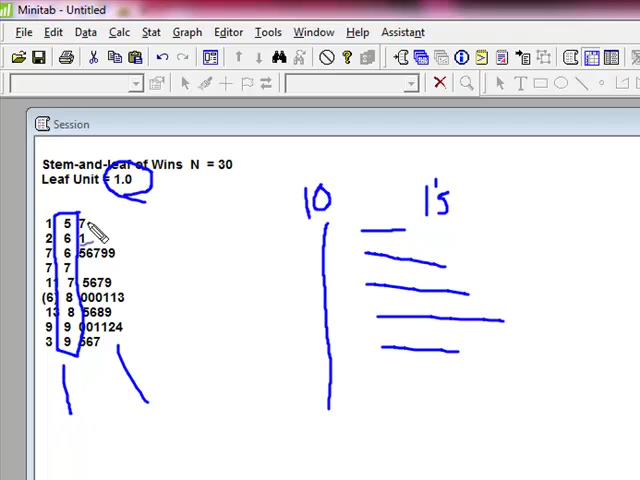 Minitab - Untitled
File Edit Data Calc Stat Graph Editor Tools Window Help Assistant
Session
Stem-and-leaf of Wins N = 30
Leaf Unit = 1.0
10 1's
1 5 7
2 6 1
7 6 56799
7 7
11 7 5679
(6) 8 000113
13 8 5689
9 9 001124
3 9 567